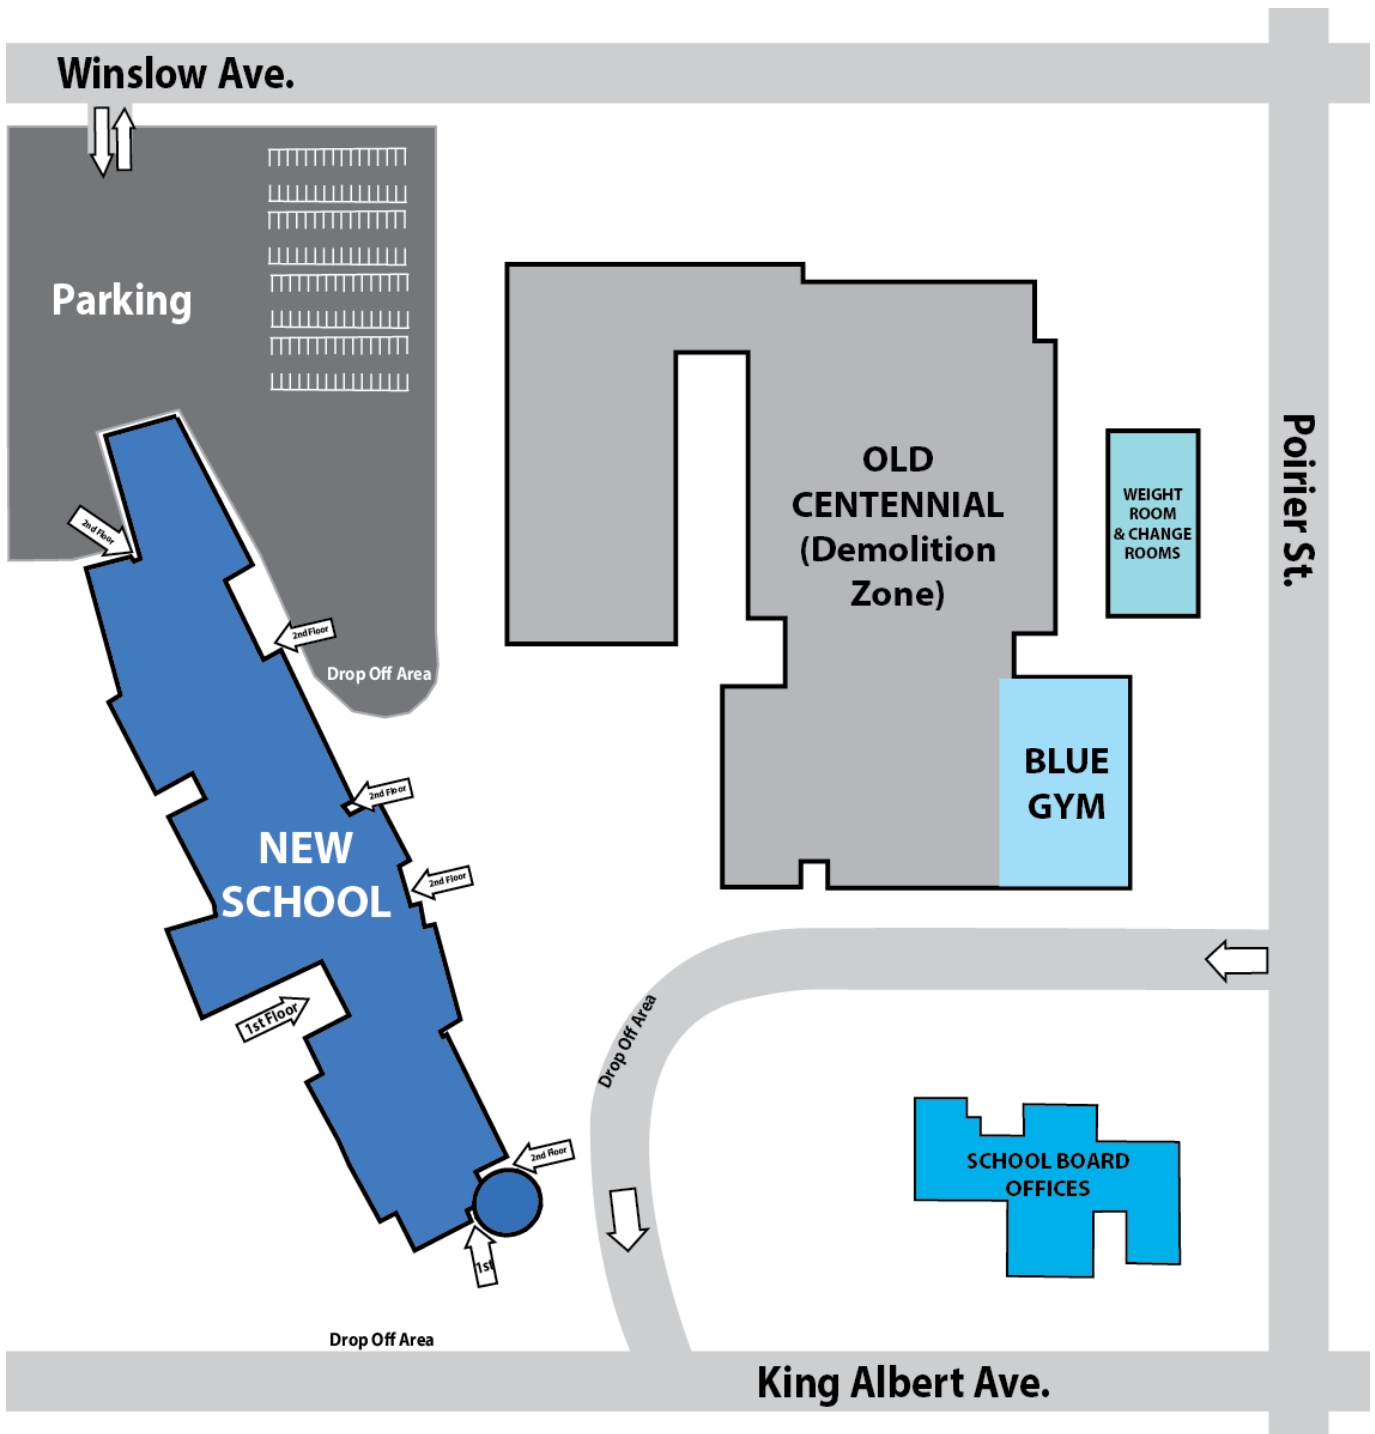 Winslow Ave.
Parking
OLD
CENTENNIAL
(Demolition
Zone)
WEIGHT
ROOM
& CHANGE
ROOMS
Poirier St.
2nd Floor
2nd Floor
Drop Off Area
BLUE
GYM
2nd Floor
NEW
SCHOOL
2nd Floor
1st Floor
Drop Off Area
2nd Floor
SCHOOL BOARD
OFFICES
1st
Drop Off Area
King Albert Ave.